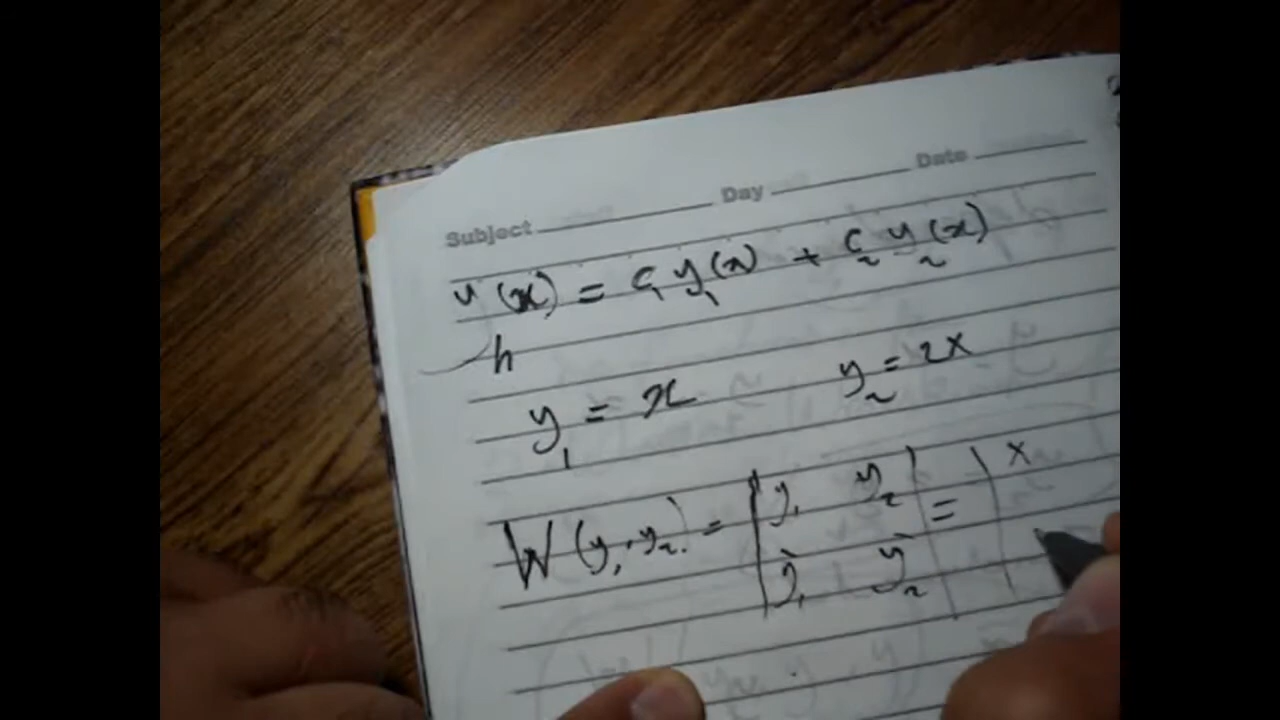 Subject Day Date
y (x) = c₁ y₁(x) + c₂ y₂(x)
h
y₁ = x y₂ = 2x
W (y₁, y₂) = | y₁ y₂ | = | x
y₁' y₂'